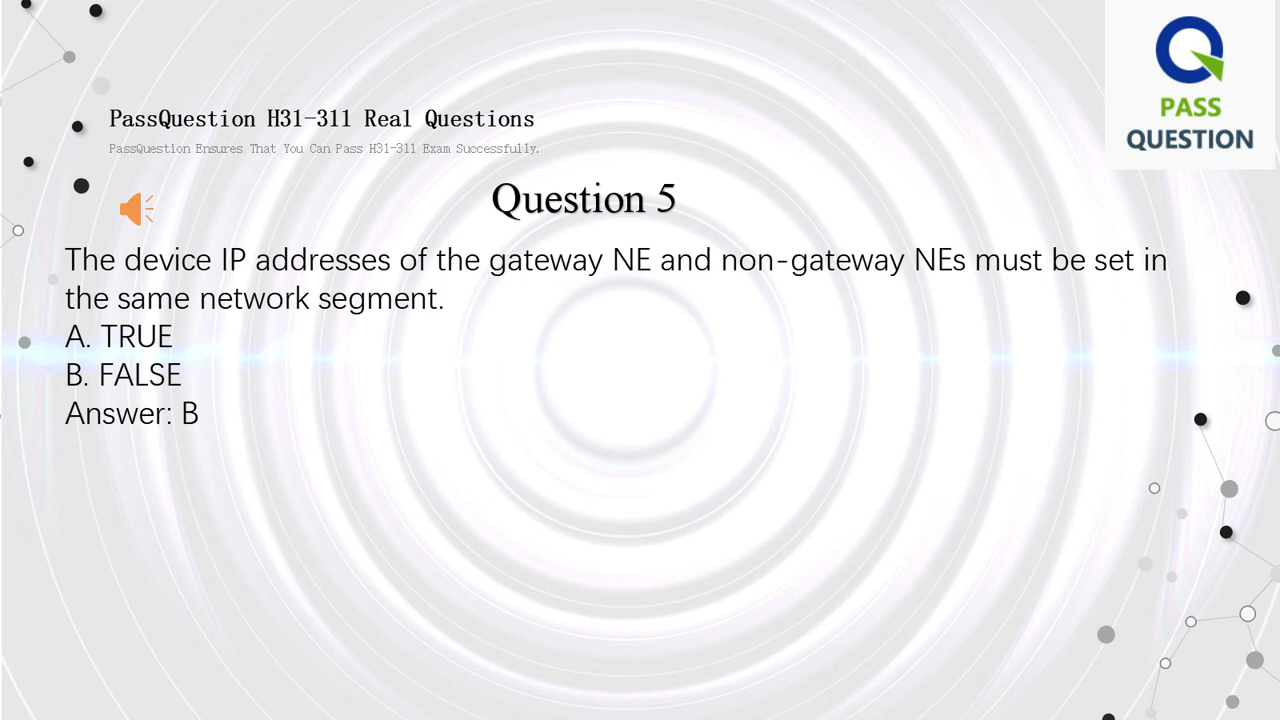 PASS
QUESTION
PassQuestion H31-311 Real Questions
PassQuestion Ensures That You Can Pass H31-311 Exam Successfully.
Question 5
The device IP addresses of the gateway NE and non-gateway NEs must be set in
the same network segment.
A. TRUE
B. FALSE
Answer: B